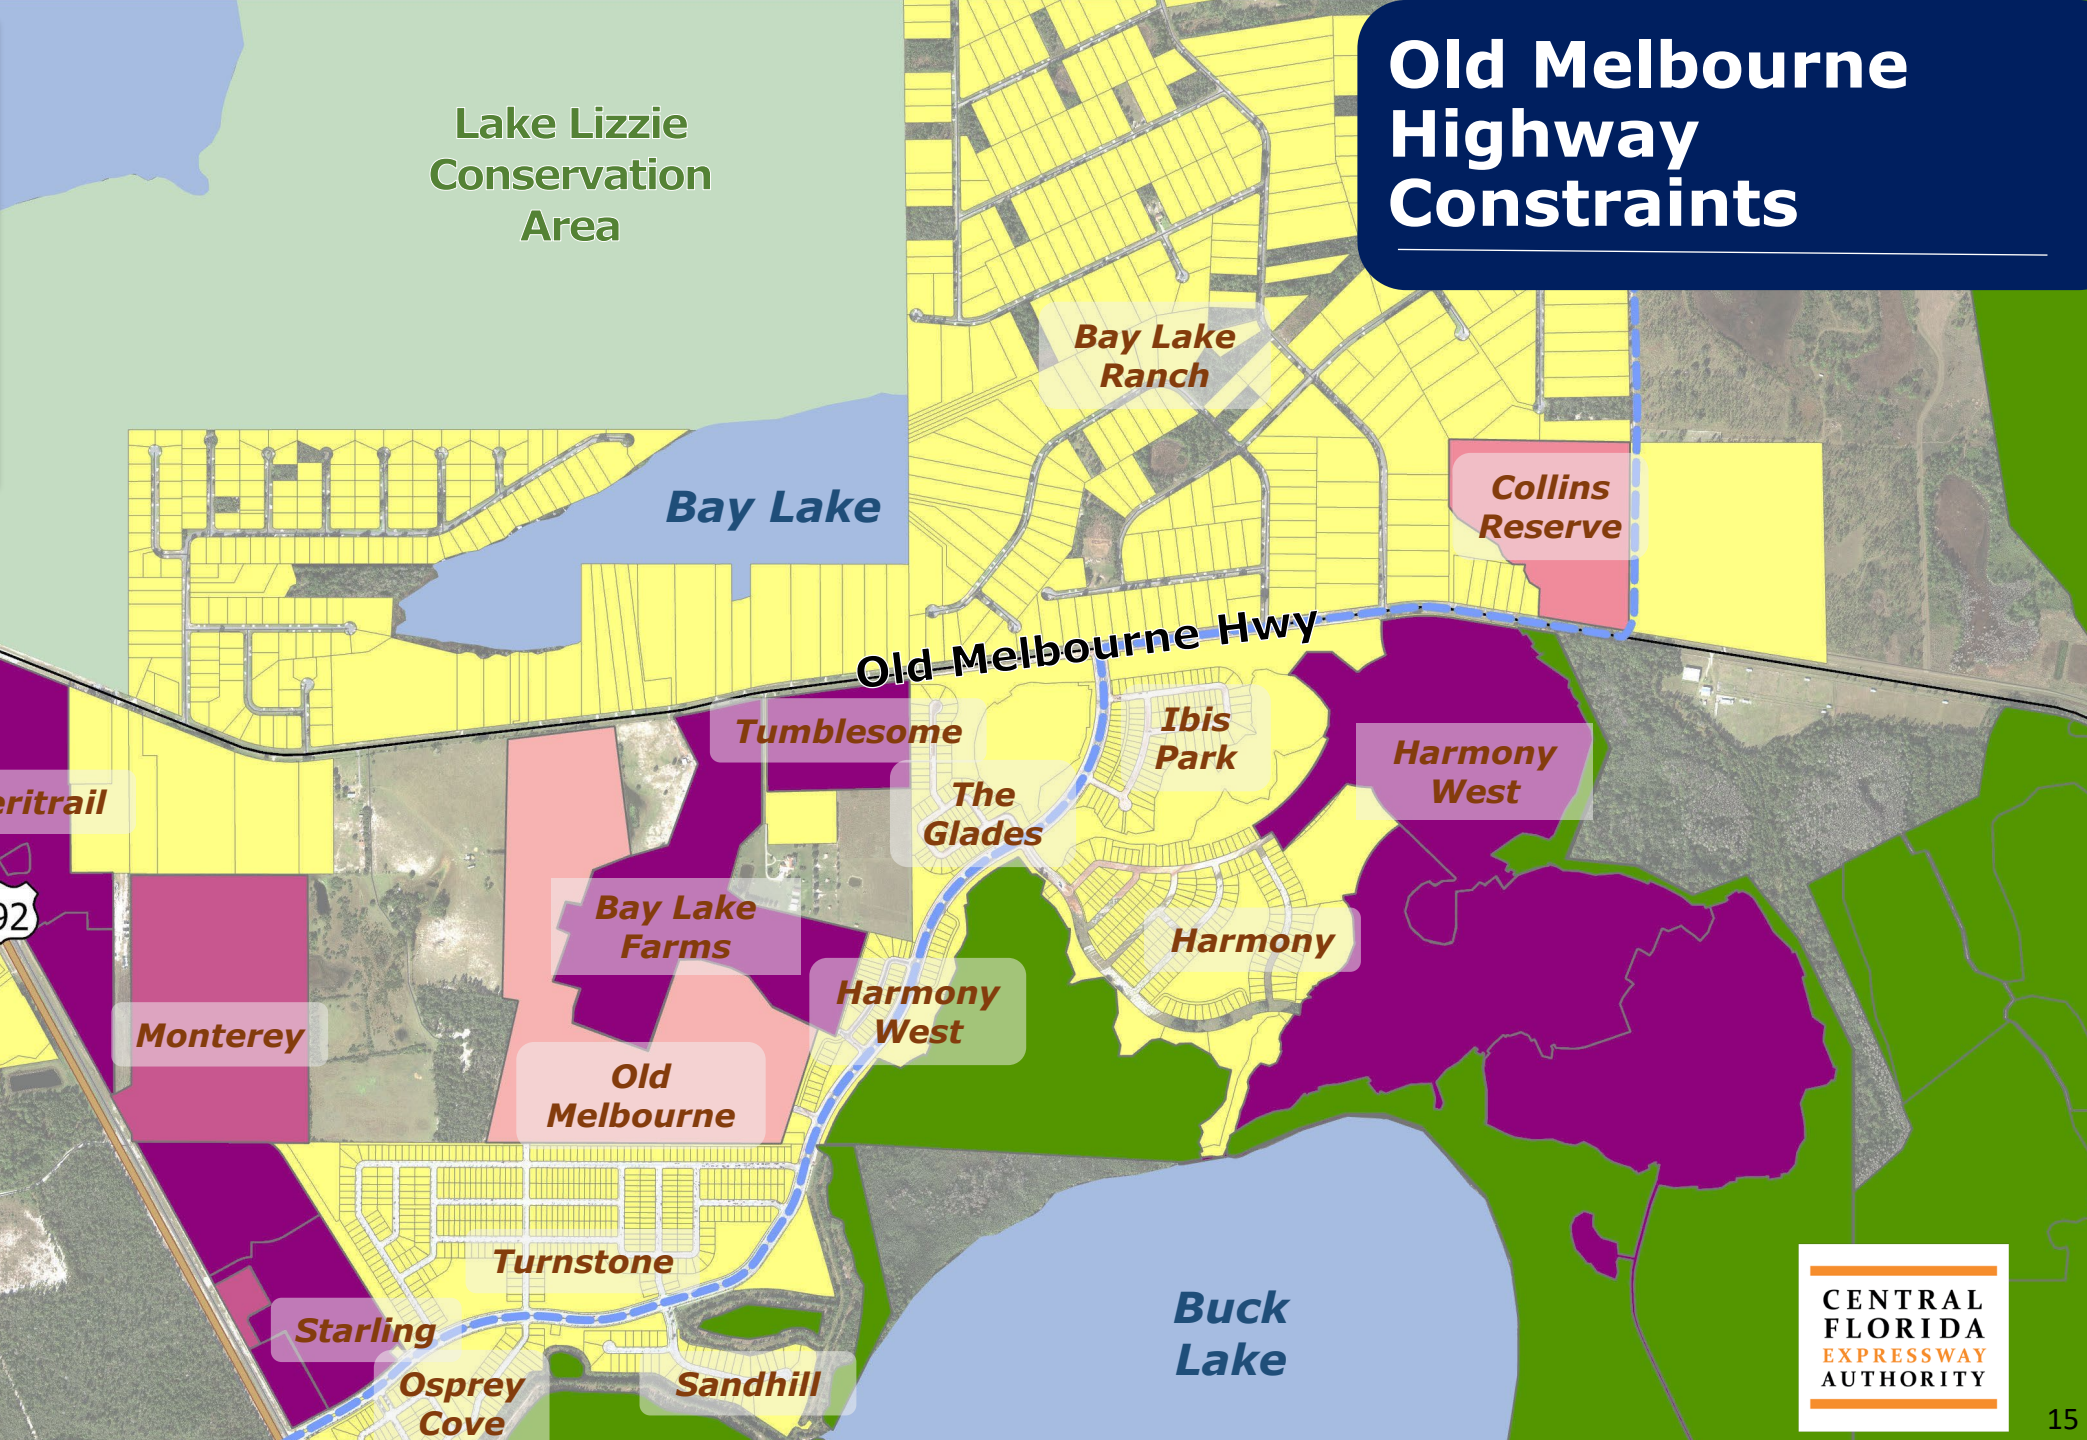 Old Melbourne
Highway
Constraints
Lake Lizzie
Conservation
Area
Bay Lake
Ranch
Collins
Reserve
Bay Lake
Old Melbourne Hwy
Tumblesome
Ibis
Park
Harmony
West
eritrail
The
Glades
92
Bay Lake
Farms
Harmony
Monterey
Harmony
West
Old
Melbourne
Turnstone
Starling
Osprey
Cove
Sandhill
Buck
Lake
CENTRAL
FLORIDA
EXPRESSWAY
AUTHORITY
15